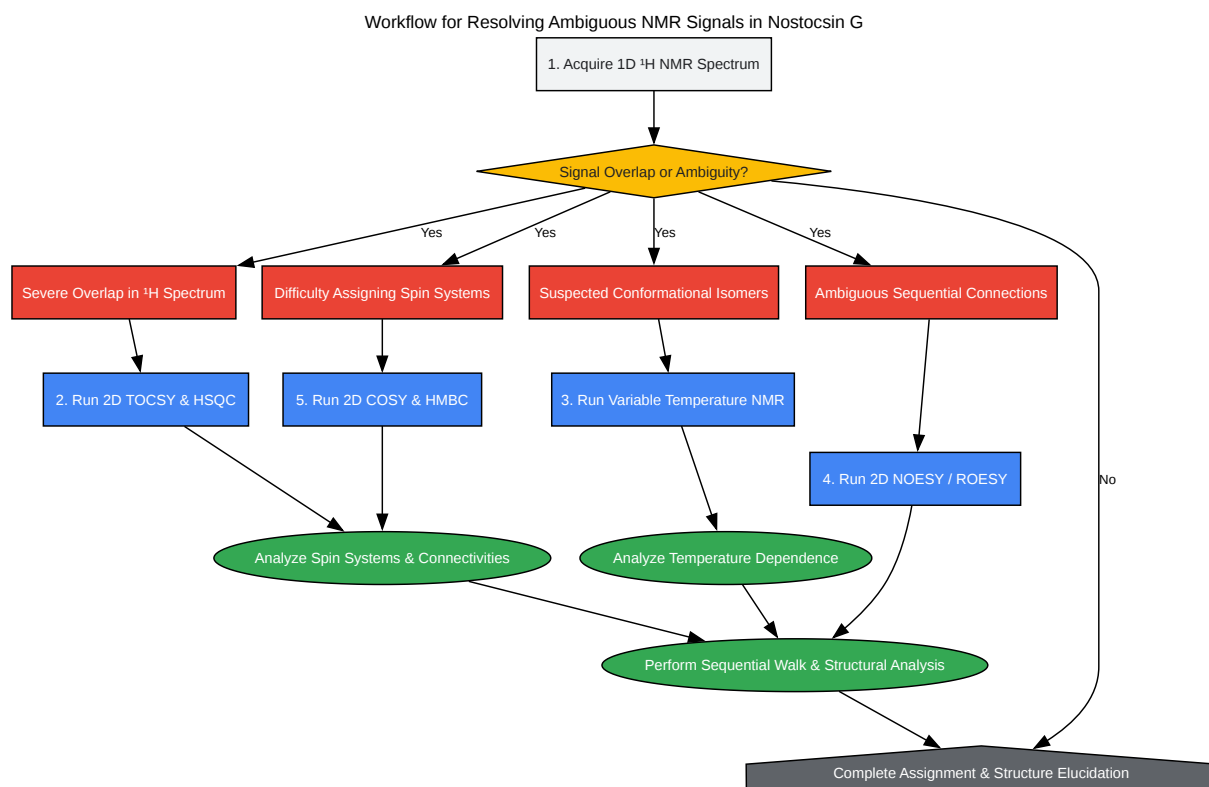 Workflow for Resolving Ambiguous NMR Signals in Nostocsin G
1. Acquire 1D ¹H NMR Spectrum
Signal Overlap or Ambiguity?
Yes
Yes
Yes
Yes
Severe Overlap in ¹H Spectrum
Difficulty Assigning Spin Systems
Suspected Conformational Isomers
Ambiguous Sequential Connections
2. Run 2D TOCSY & HSQC
5. Run 2D COSY & HMBC
3. Run Variable Temperature NMR
4. Run 2D NOESY / ROESY
No
Analyze Spin Systems & Connectivities
Analyze Temperature Dependence
Perform Sequential Walk & Structural Analysis
Complete Assignment & Structure Elucidation